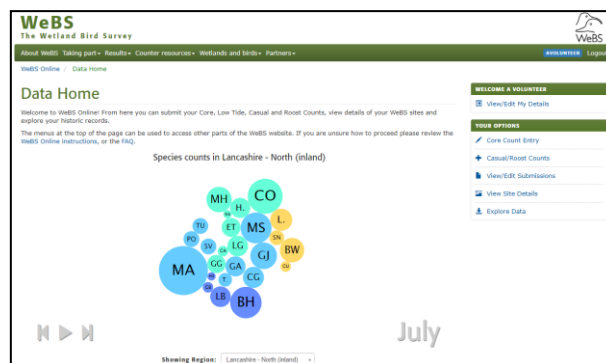 WeBS
The Wetland Bird Survey
WeBS
About WeBS Taking part Results Counter resources Wetlands and birds Partners
AVOLUNTEER Logout
WeBS Online / Data Home
Data Home
Welcome to WeBS Online! From here you can submit your Core, Low Tide, Casual and Roost Counts, view details of your WeBS sites and
explore your historic records.
The menus at the top of the page can be used to access other parts of the WeBS website. If you are unsure how to proceed please review the
WeBS Online instructions, or the FAQ.
WELCOME A VOLUNTEER
View/Edit My Details
YOUR OPTIONS
Core Count Entry
Casual/Roost Counts
View/Edit Submissions
View Site Details
Explore Data
Species counts in Lancashire - North (inland)
MH
CO
H.
TU
ET
MS
L.
PO
SV
LG
SN
BW
GJ
MA
GG
GA
CU
T.
CG
LB
BH
July
Showing Region: Lancashire - North (inland)